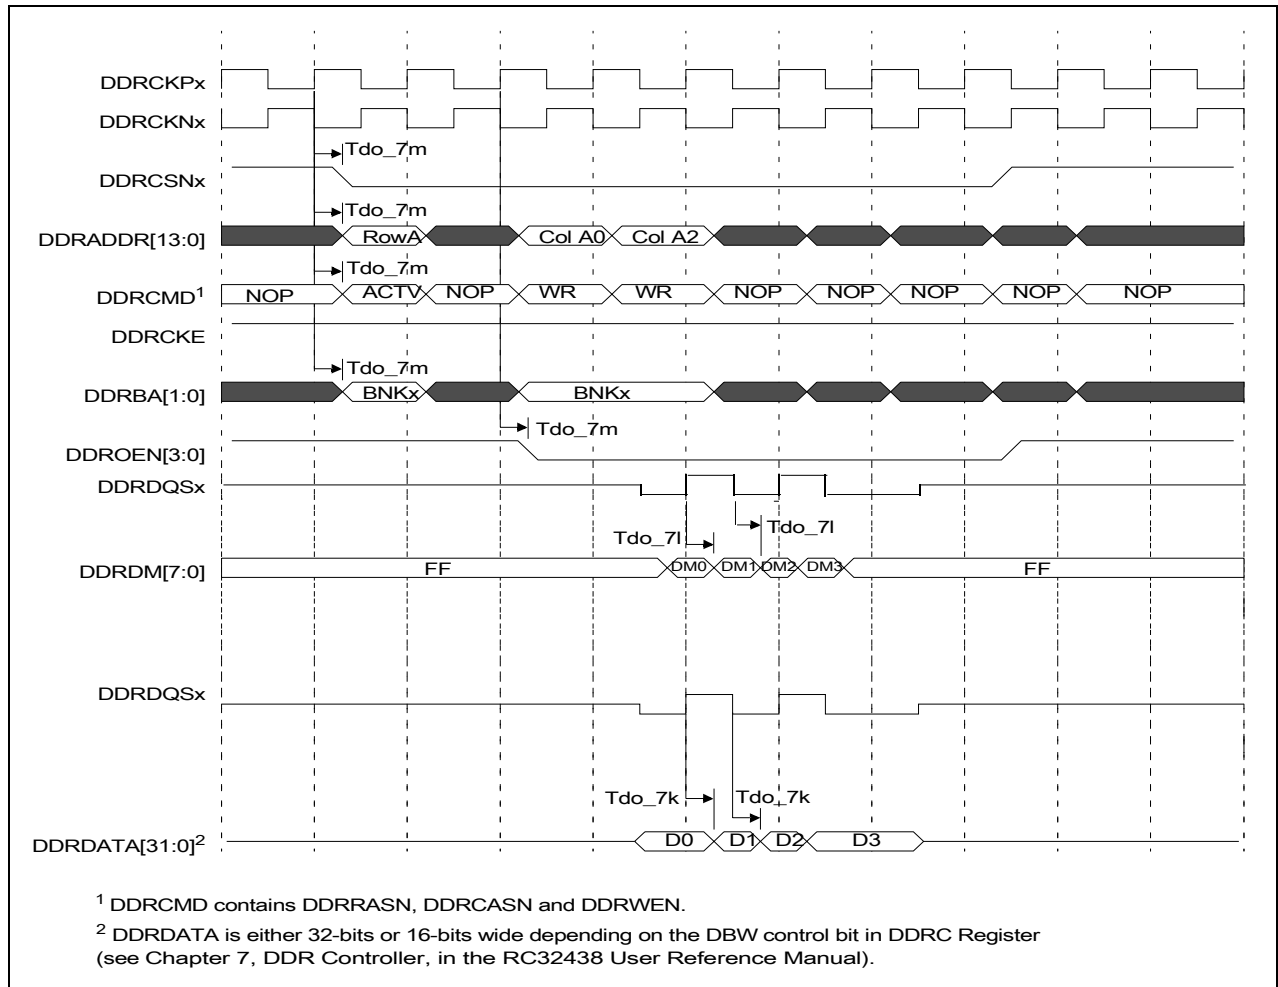 DDRCKPx
DDRCKNx
Tdo_7m
DDRCSNx
Tdo_7m
DDRADDR[13:0] RowA Col A0 Col A2
Tdo_7m
DDRCMD1 NOP ACTV NOP WR WR NOP NOP NOP NOP NOP
DDRCKE
Tdo_7m
DDRBA[1:0] BNKx BNKx
Tdo_7m
DDROEN[3:0]
DDRDQSx
Tdo_7l Tdo_7l
DDRDM[7:0] FF DM0 DM1 DM2 DM3 FF
DDRDQSx
Tdo_7k Tdo_7k
DDRDATA[31:0]2 D0 D1 D2 D3
1 DDRCMD contains DDRRASN, DDRCASN and DDRWEN.
2 DDRDATA is either 32-bits or 16-bits wide depending on the DBW control bit in DDRC Register
(see Chapter 7, DDR Controller, in the RC32438 User Reference Manual).